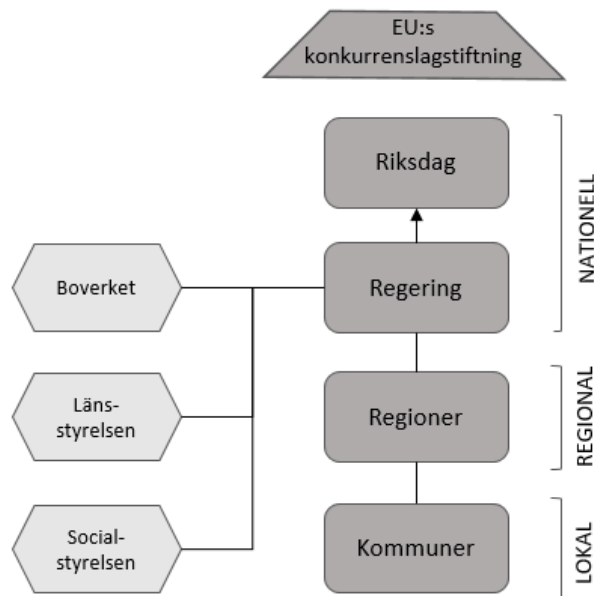 EU:s
konkurrenslagstiftning
Riksdag
NATIONELL
Boverket
Regering
Läns-
styrelsen
Regioner
REGIONAL
Social-
styrelsen
Kommuner
LOKAL